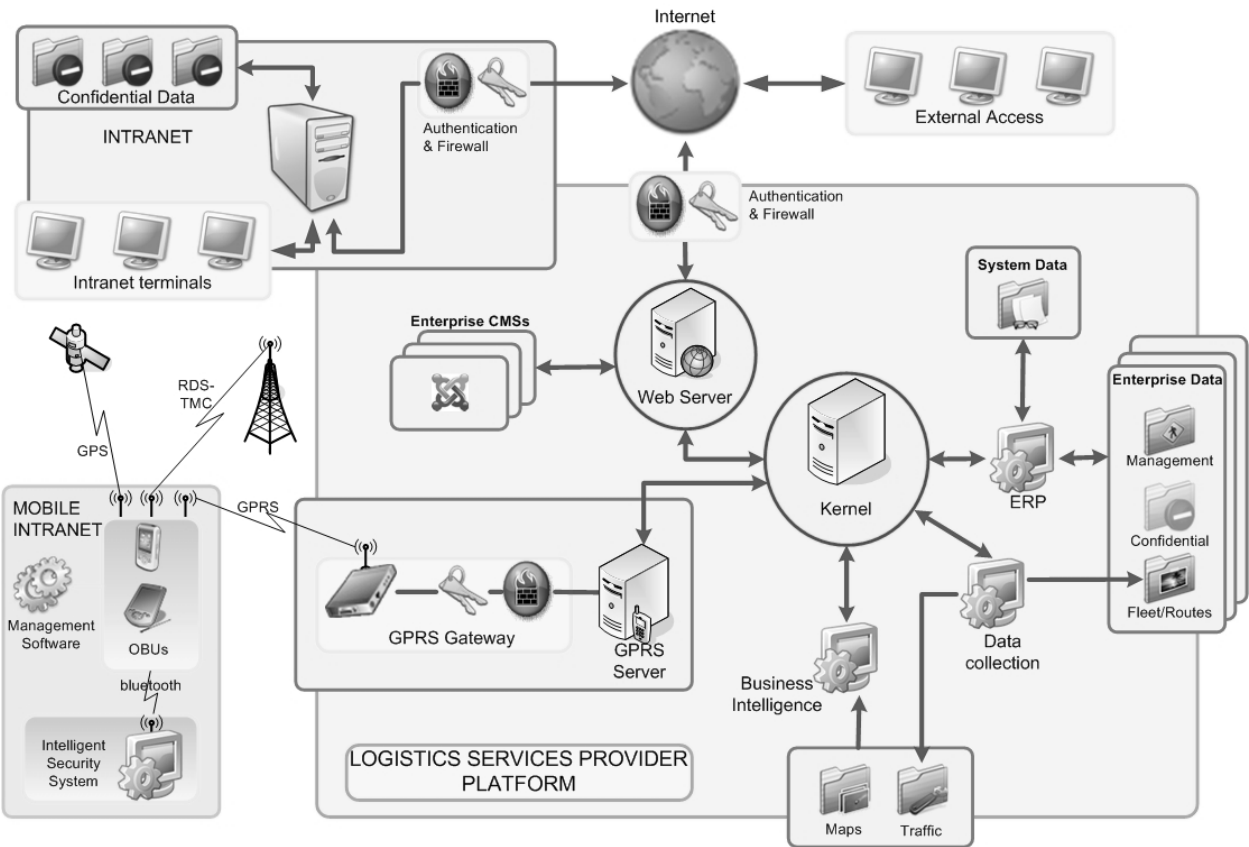 Internet
Confidential Data
INTRANET
Authentication
& Firewall
External Access
Authentication
& Firewall
Intranet terminals
System Data
Enterprise CMSs
Web Server
Enterprise Data
Management
Confidential
Fleet/Routes
RDS-
TMC
GPS
Kernel
ERP
MOBILE
INTRANET
GPRS
Management
Software
OBUs
GPRS Gateway
GPRS
Server
Data
collection
bluetooth
Business
Intelligence
Intelligent
Security
System
LOGISTICS SERVICES PROVIDER
PLATFORM
Maps
Traffic